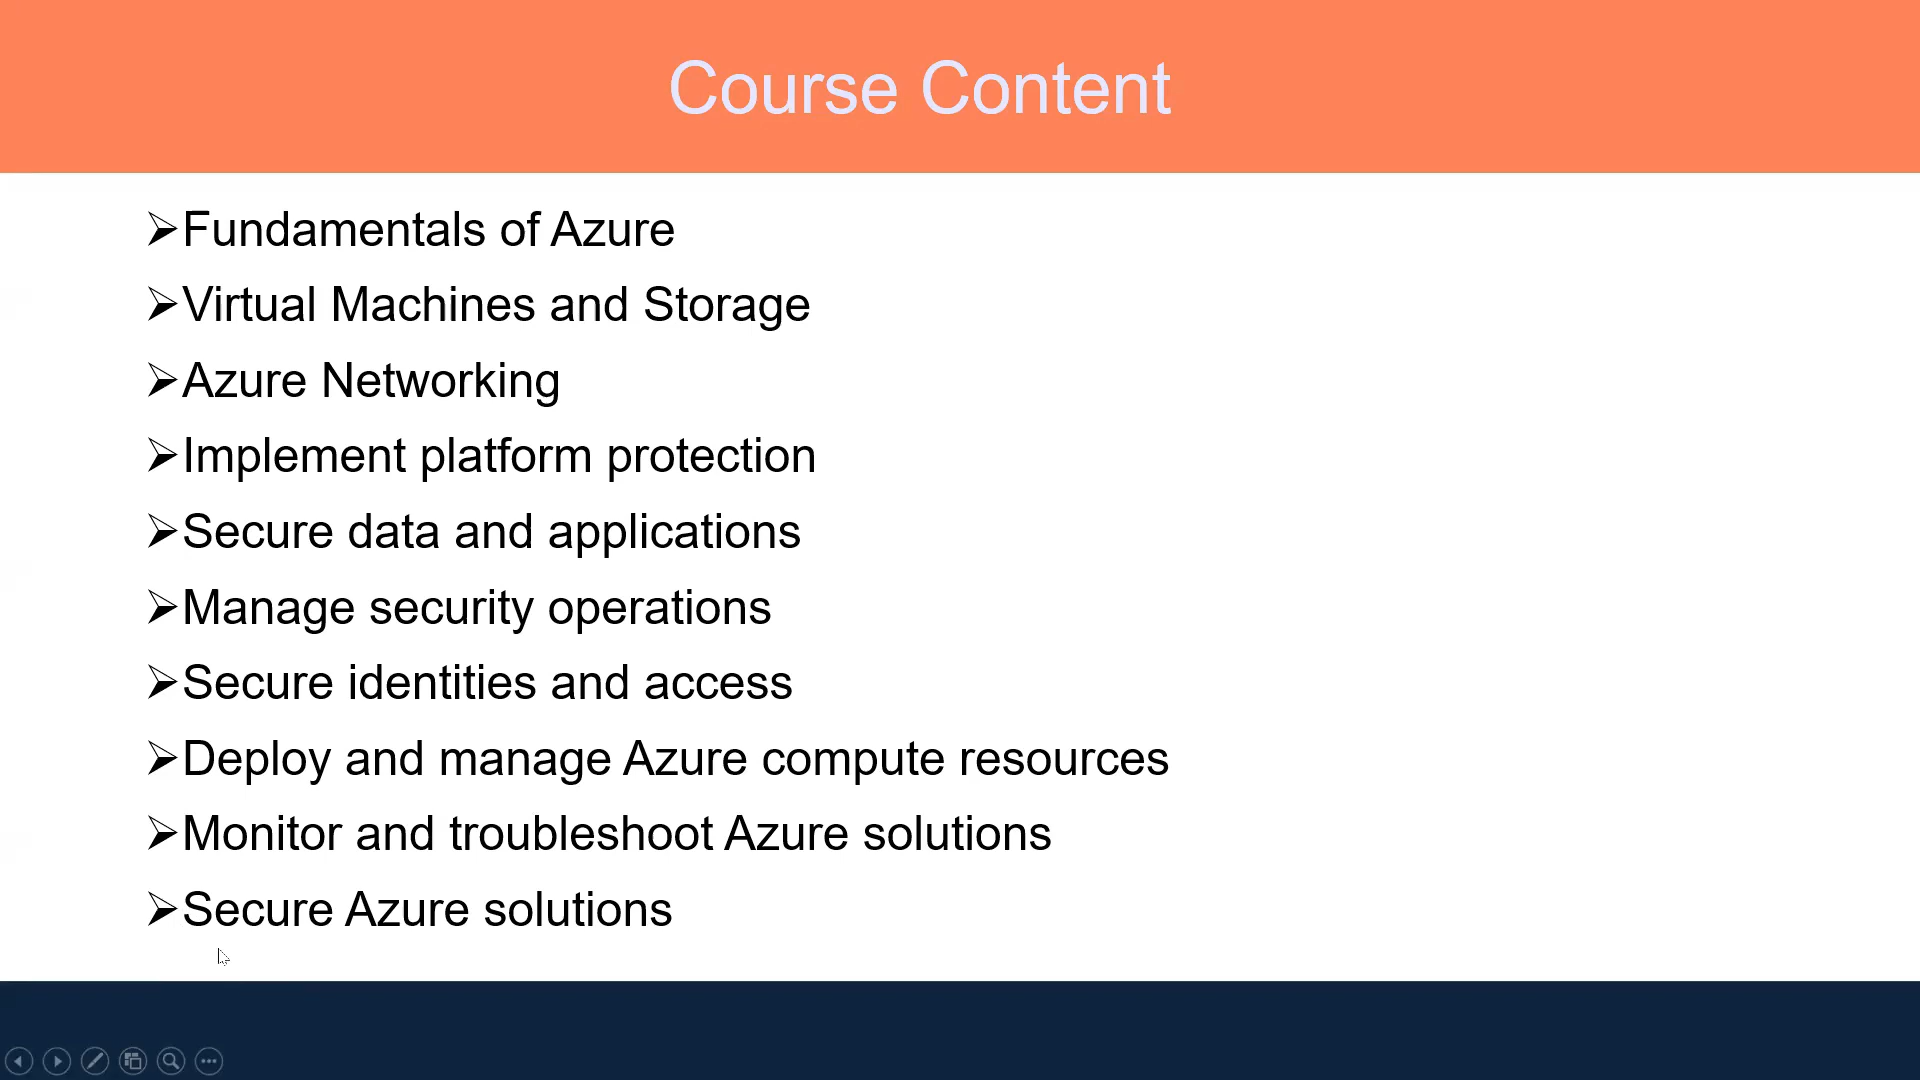 Course Content
➢Fundamentals of Azure
➢Virtual Machines and Storage
➢Azure Networking
➢Implement platform protection
➢Secure data and applications
➢Manage security operations
➢Secure identities and access
➢Deploy and manage Azure compute resources
➢Monitor and troubleshoot Azure solutions
➢Secure Azure solutions